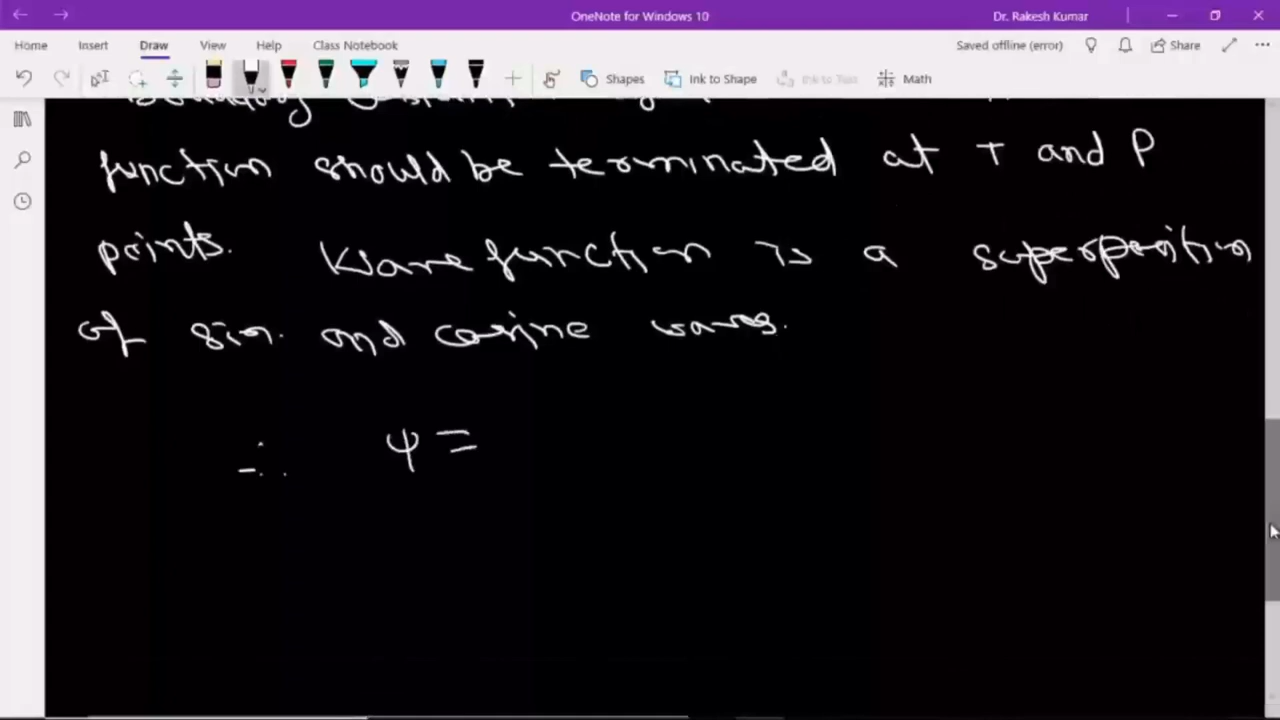 OneNote for Windows 10
Dr. Rakesh Kumar
Home Insert Draw View Help Class Notebook
Saved offline (error) Share
Shapes Ink to Shape Ink to Text Math
function should be terminated at T and P
points. Wave function is a superposition
of sin. and cosine waves.
∴ ψ =